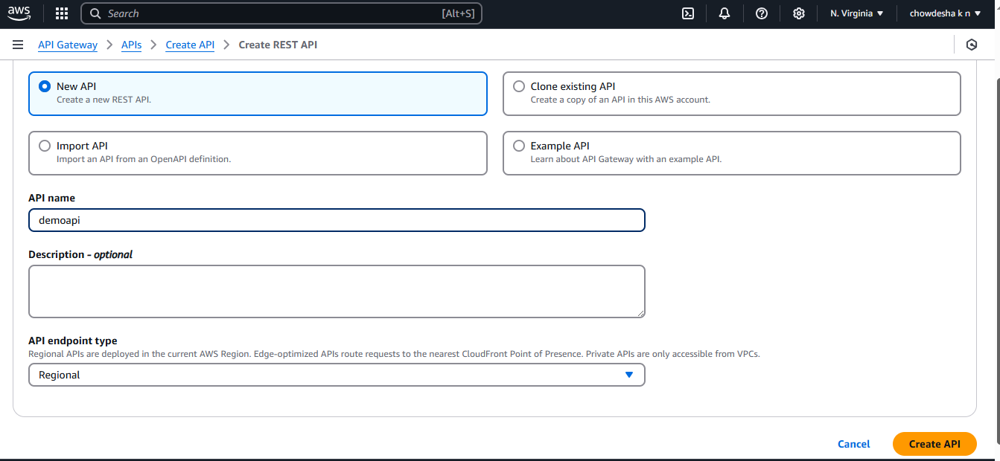 aws Search [Alt+S] N. Virginia chowdesha k n
API Gateway APIs Create API Create REST API
New API
Create a new REST API.
Clone existing API
Create a copy of an API in this AWS account.
Import API
Import an API from an OpenAPI definition.
Example API
Learn about API Gateway with an example API.
API name
demoapi
Description - optional
API endpoint type
Regional APIs are deployed in the current AWS Region. Edge-optimized APIs route requests to the nearest CloudFront Point of Presence. Private APIs are only accessible from VPCs.
Regional
Cancel Create API